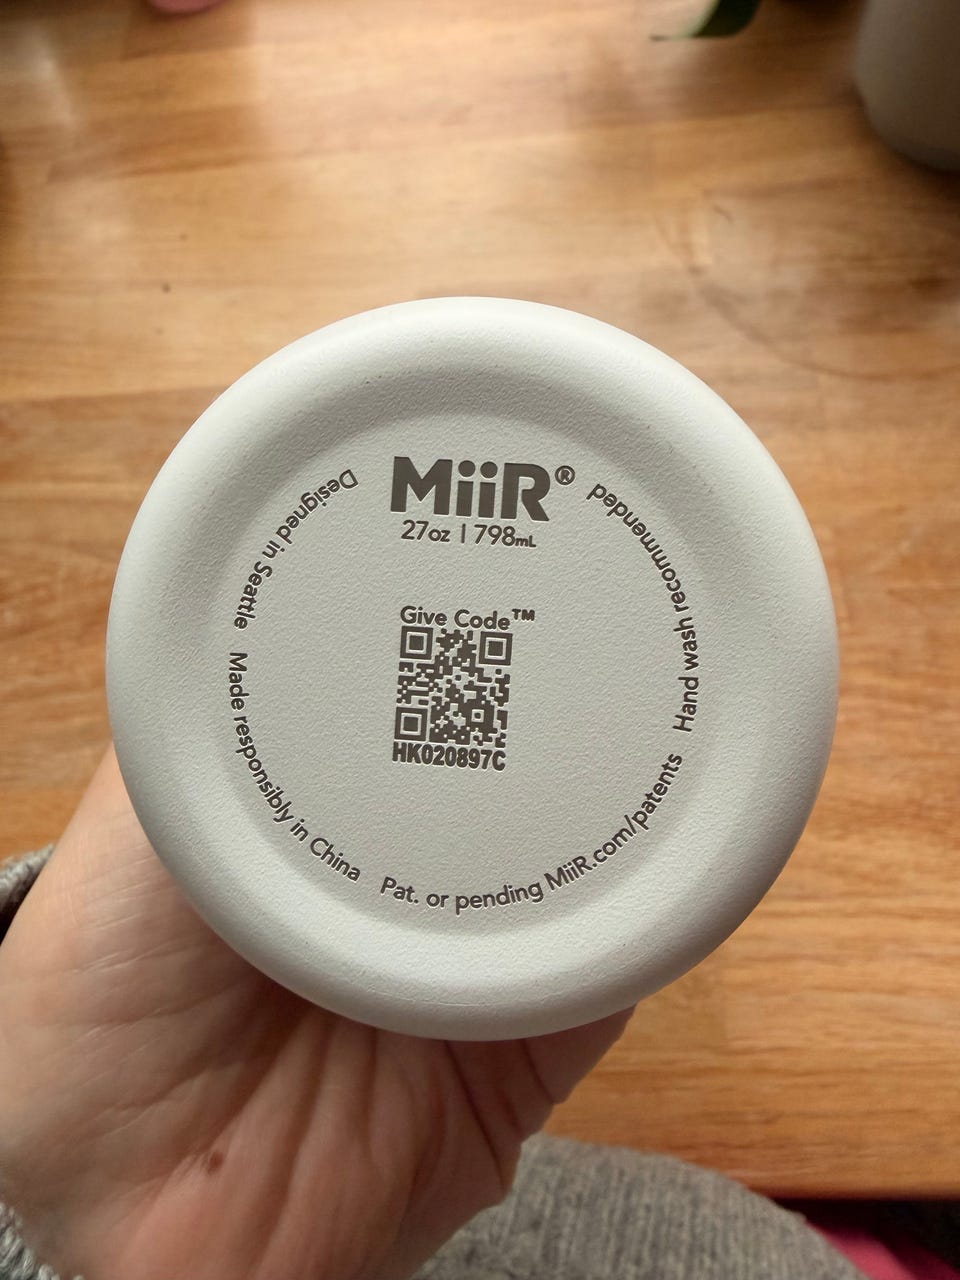 MiiR®
27oz | 798mL
Give Code™
HK020897C
Designed in Seattle
Made responsibly in China
Pat. or pending MiiR.com/patents
Hand wash recommended